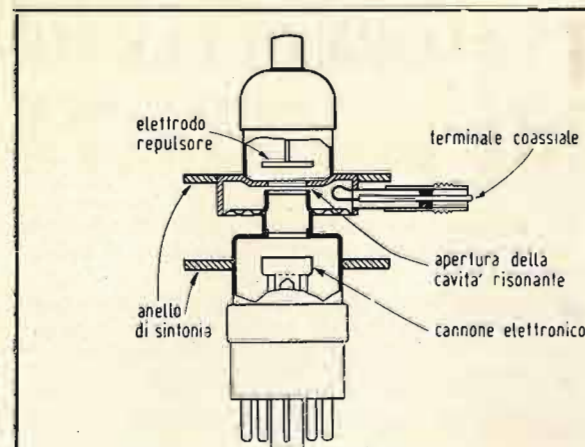 elettrodo
repulsore
terminale coassiale
apertura della
cavita' risonante
anello
di sintonia
cannone elettronico